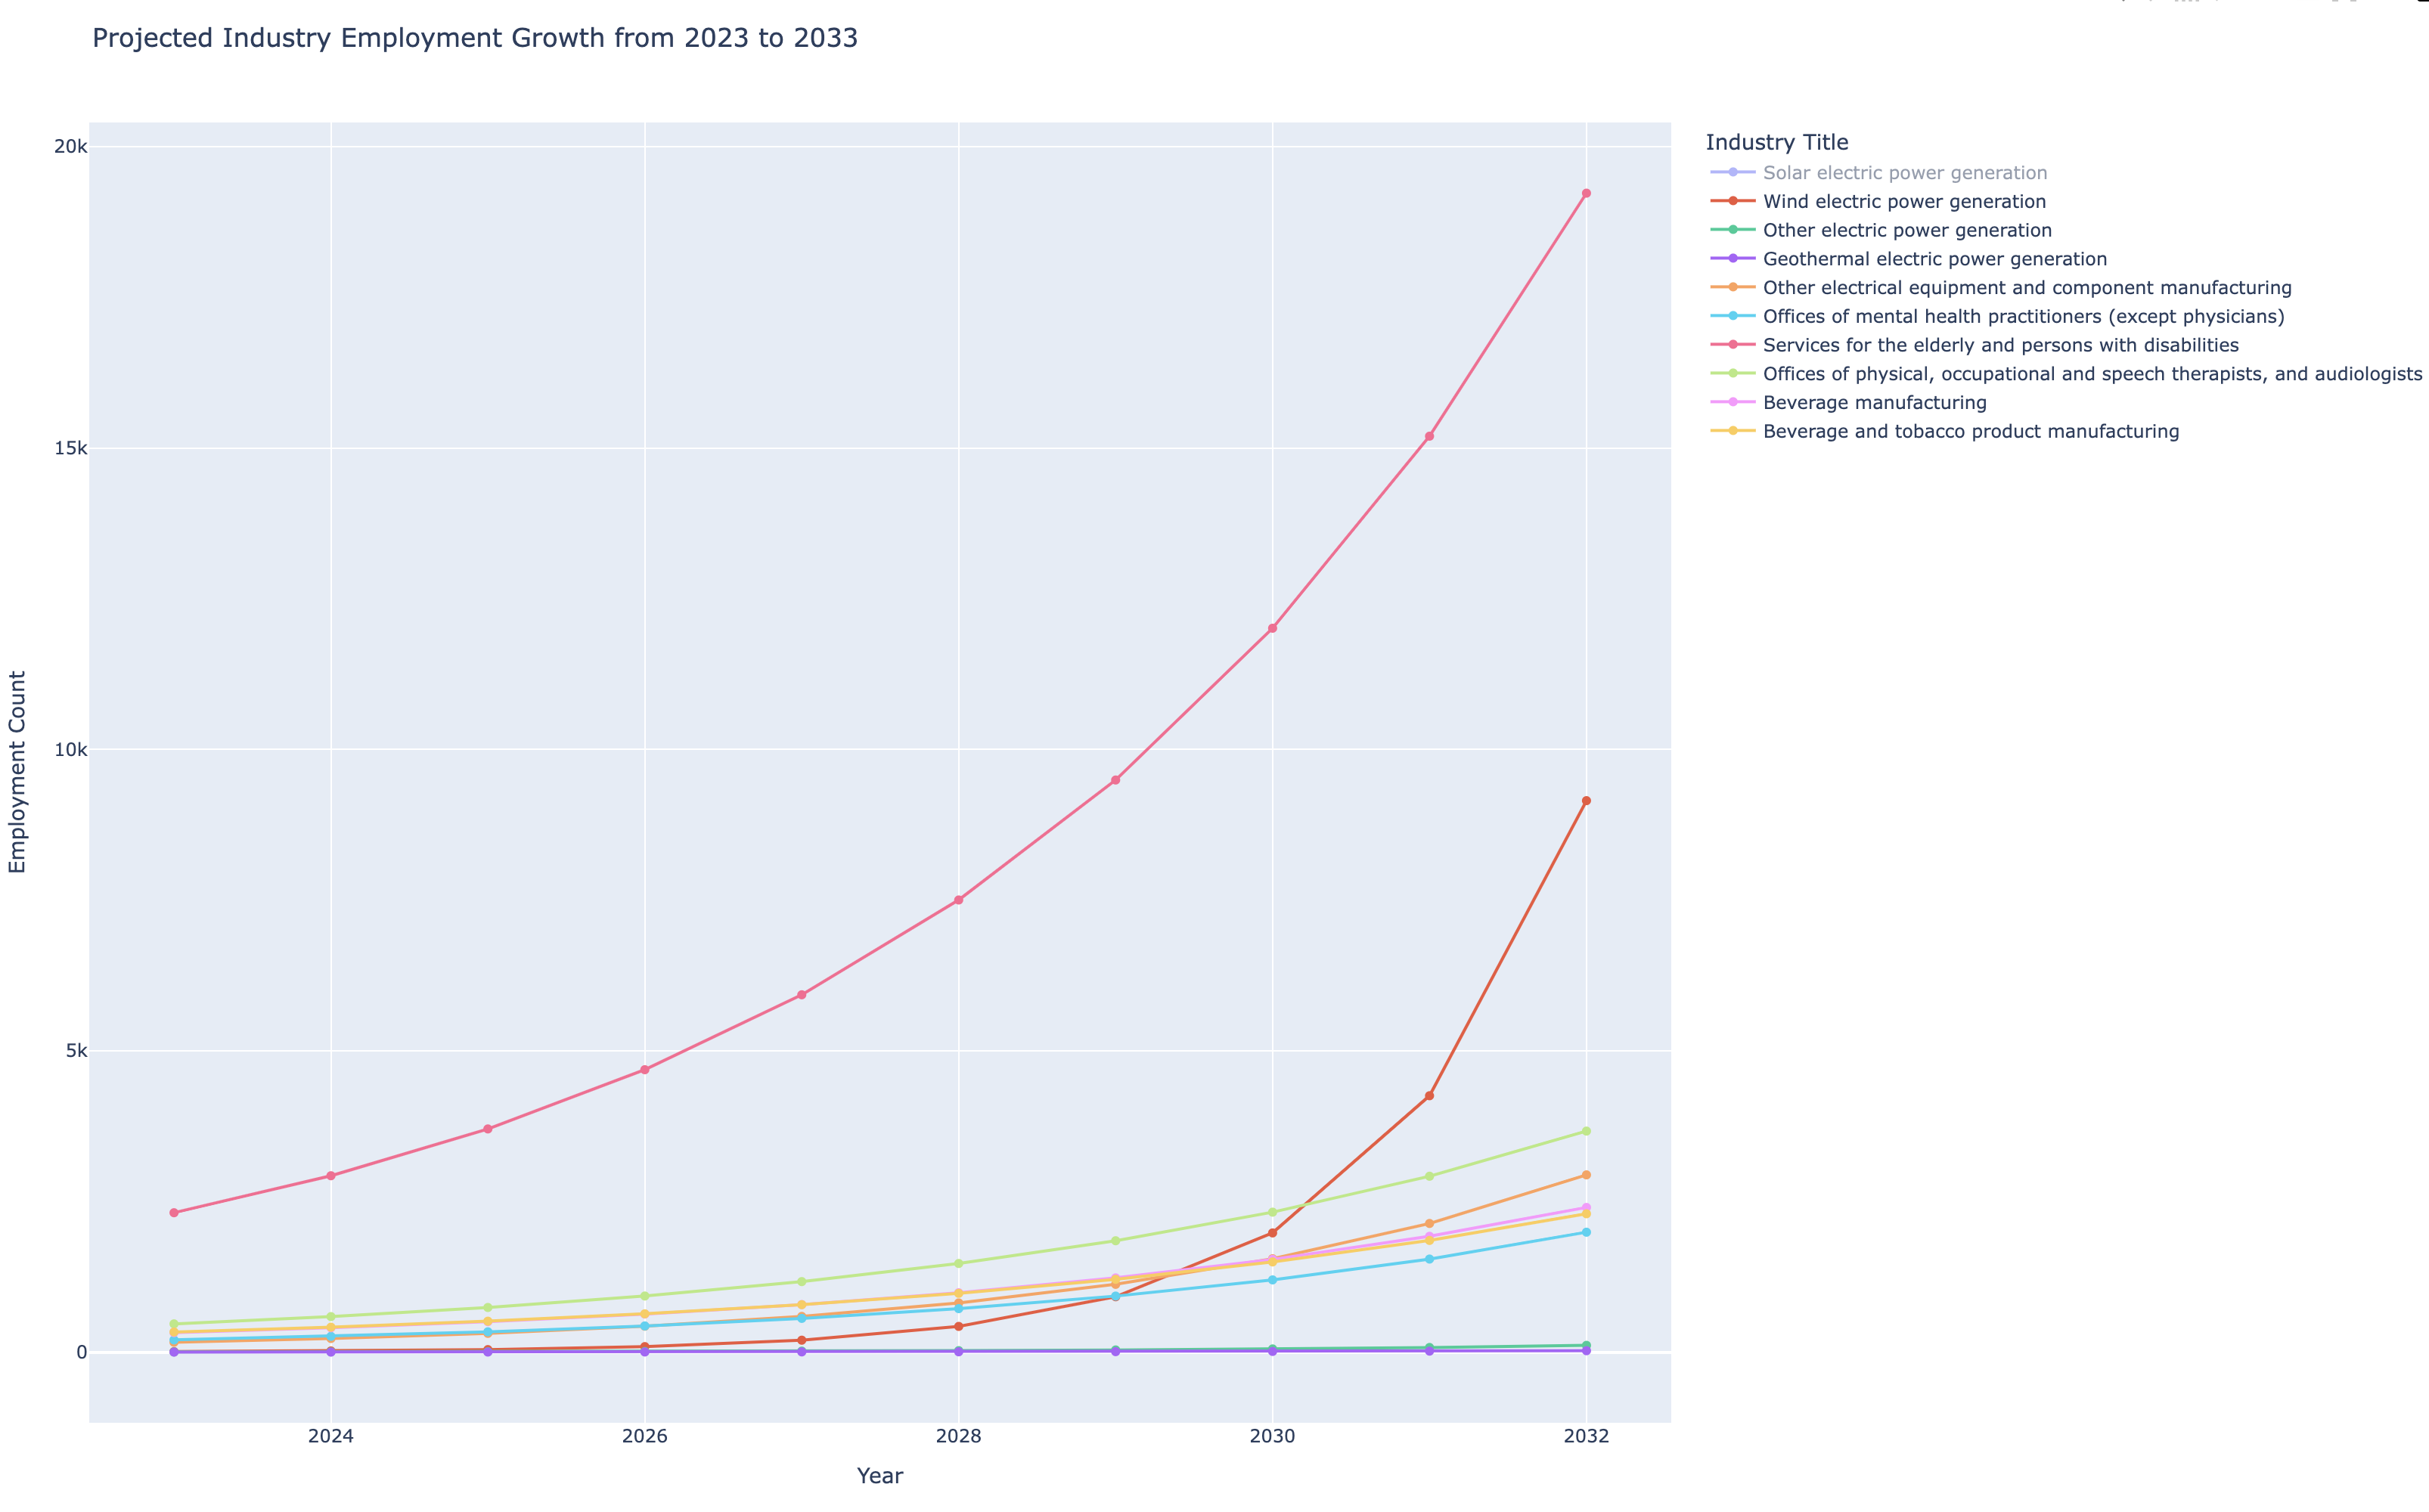 Projected Industry Employment Growth from 2023 to 2033
20k
15k
10k
5k
0
Employment Count
2024
2026
2028
2030
2032
Year
Industry Title
Solar electric power generation
Wind electric power generation
Other electric power generation
Geothermal electric power generation
Other electrical equipment and component manufacturing
Offices of mental health practitioners (except physicians)
Services for the elderly and persons with disabilities
Offices of physical, occupational and speech therapists, and audiologists
Beverage manufacturing
Beverage and tobacco product manufacturing